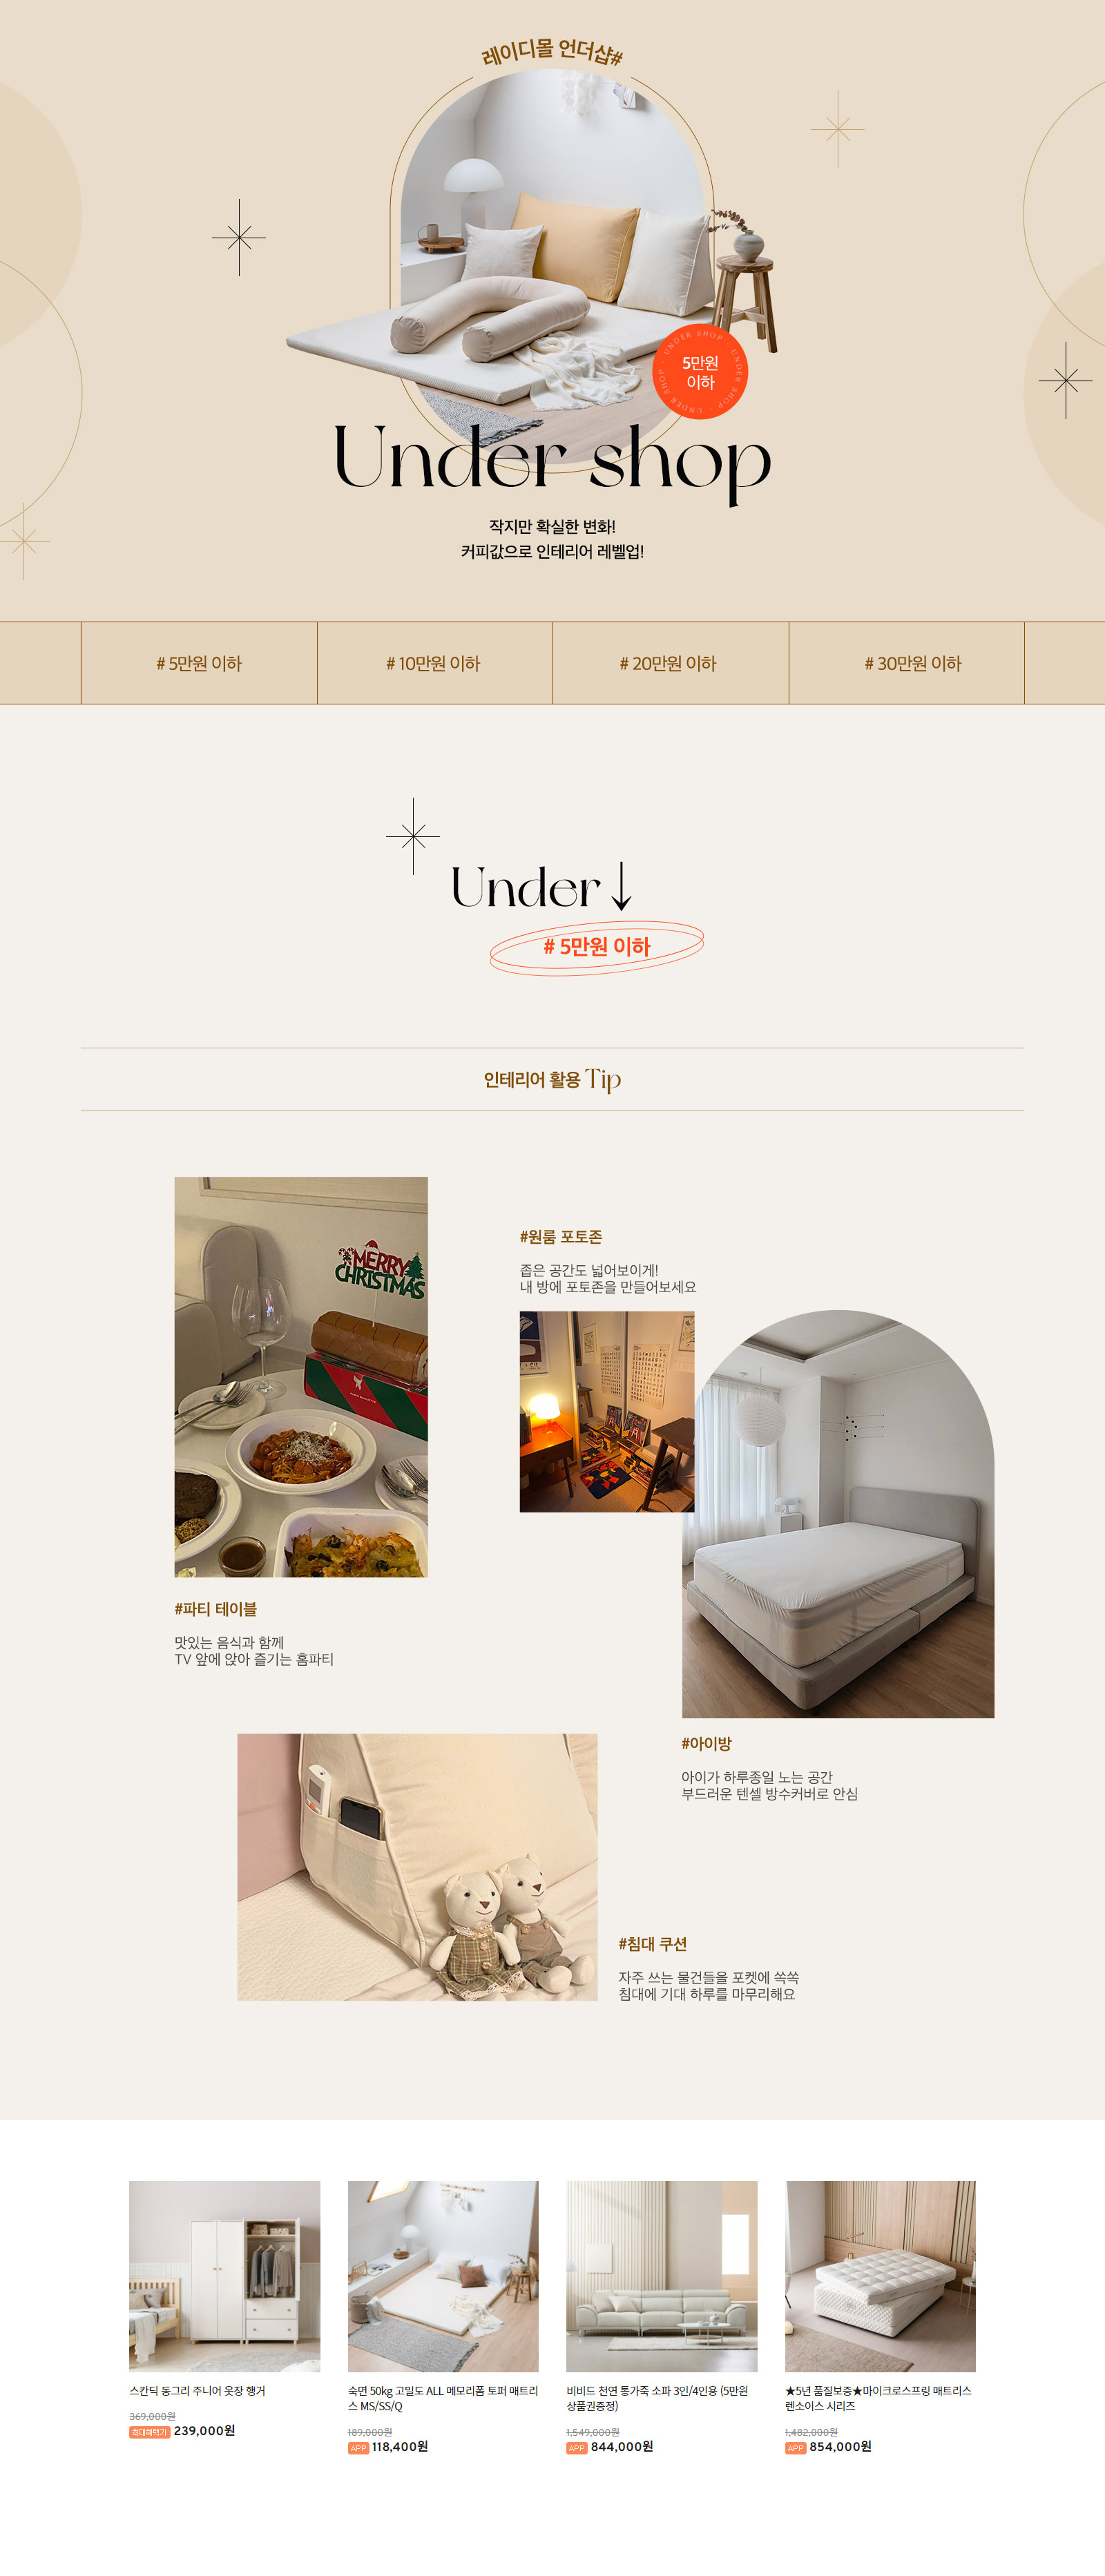 레이디몰 언더샵#
UNDER SHOP · UNDER SHOP · UNDER SHOP ·
5만원
이하
Under shop
작지만 확실한 변화!
커피값으로 인테리어 레벨업!
# 5만원 이하
# 10만원 이하
# 20만원 이하
# 30만원 이하
Under↓
# 5만원 이하
인테리어 활용 Tip
MERRY
CHRISTMAS
#원룸 포토존
좁은 공간도 넓어보이게!
내 방에 포토존을 만들어보세요
#파티 테이블
맛있는 음식과 함께
TV 앞에 앉아 즐기는 홈파티
#아이방
아이가 하루종일 노는 공간
부드러운 텐셀 방수커버로 안심
#침대 쿠션
자주 쓰는 물건들을 포켓에 쏙쏙
침대에 기대 하루를 마무리해요
스칸딕 동그리 주니어 옷장 행거
369,000원
최대혜택가 239,000원
숙면 50kg 고밀도 ALL 메모리폼 토퍼 매트리
스 MS/SS/Q
189,000원
APP 118,400원
비비드 천연 통가죽 소파 3인/4인용 (5만원
상품권증정)
1,549,000원
APP 844,000원
★5년 품질보증★마이크로스프링 매트리스
렌소이스 시리즈
1,482,000원
APP 854,000원